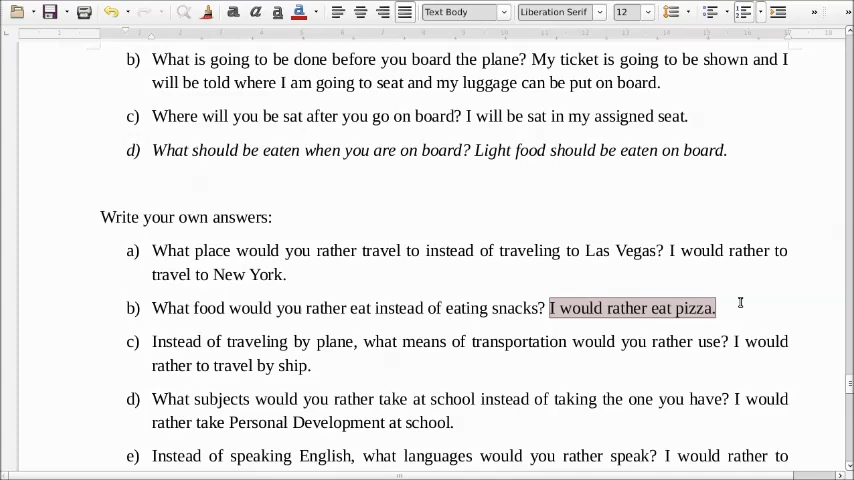 Text Body Liberation Serif 12
b) What is going to be done before you board the plane? My ticket is going to be shown and I
will be told where I am going to seat and my luggage can be put on board.
c) Where will you be sat after you go on board? I will be sat in my assigned seat.
d) What should be eaten when you are on board? Light food should be eaten on board.
Write your own answers:
a) What place would you rather travel to instead of traveling to Las Vegas? I would rather to
travel to New York.
b) What food would you rather eat instead of eating snacks? I would rather eat pizza.
c) Instead of traveling by plane, what means of transportation would you rather use? I would
rather to travel by ship.
d) What subjects would you rather take at school instead of taking the one you have? I would
rather take Personal Development at school.
e) Instead of speaking English, what languages would you rather speak? I would rather to